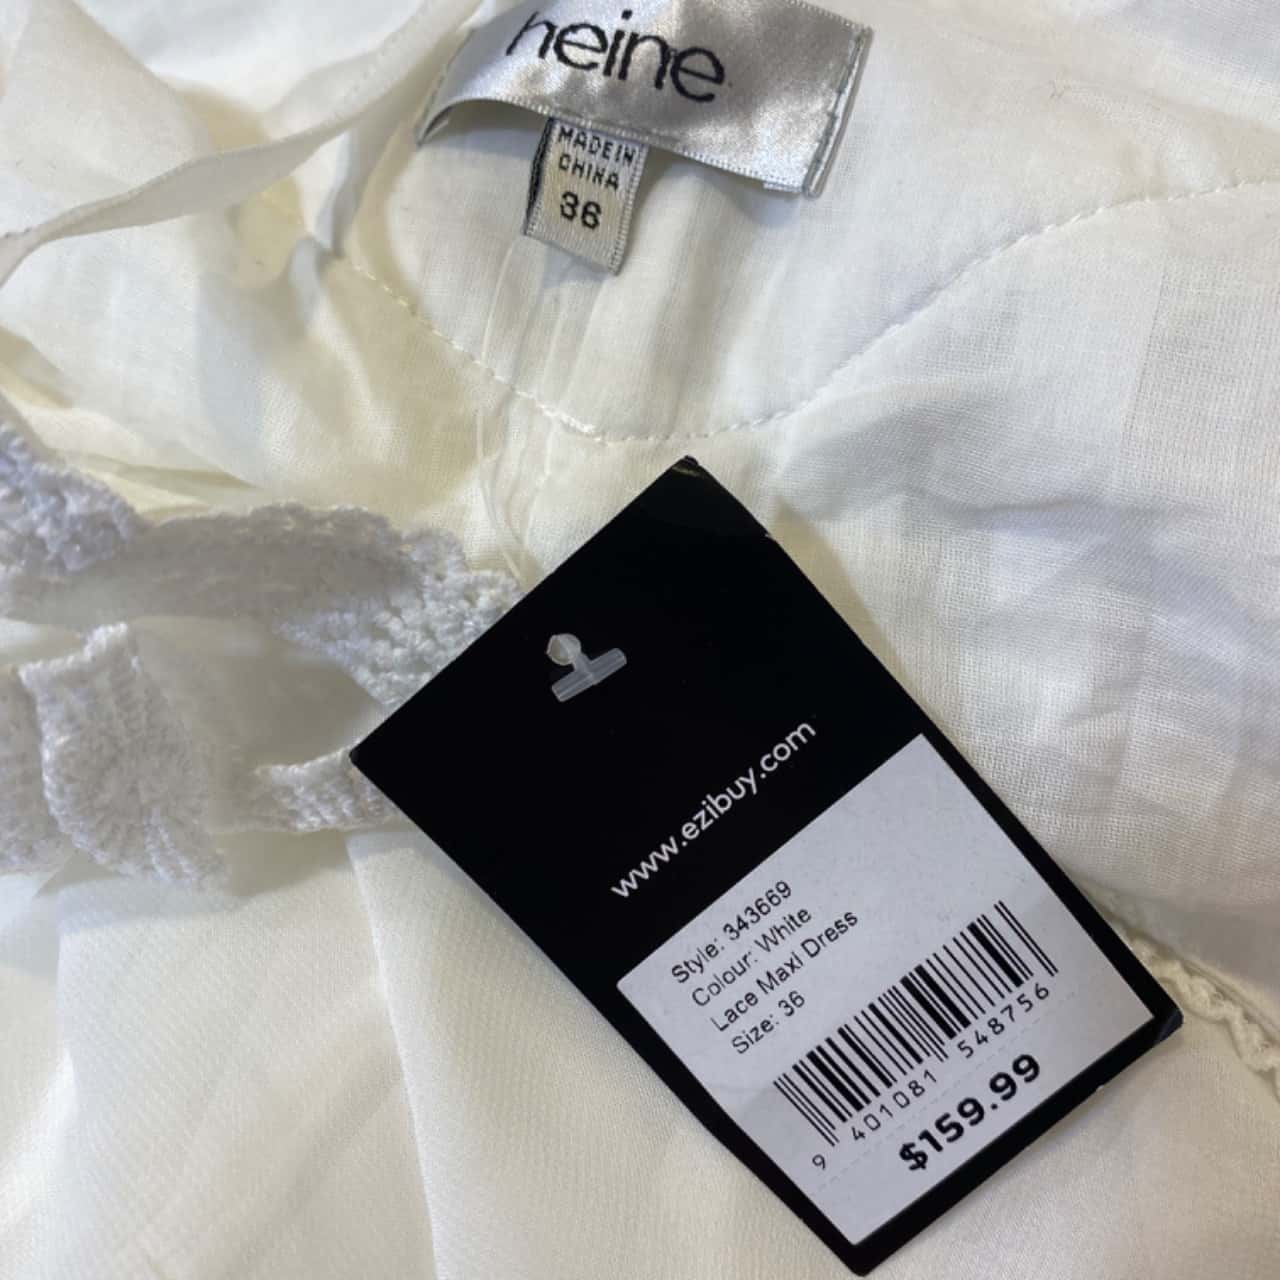 heine
MADE IN
CHINA
36
www.ezibuy.com
Style: 343669
Colour: White
Lace Maxi Dress
Size: 36
9 401081 548756
$159.99